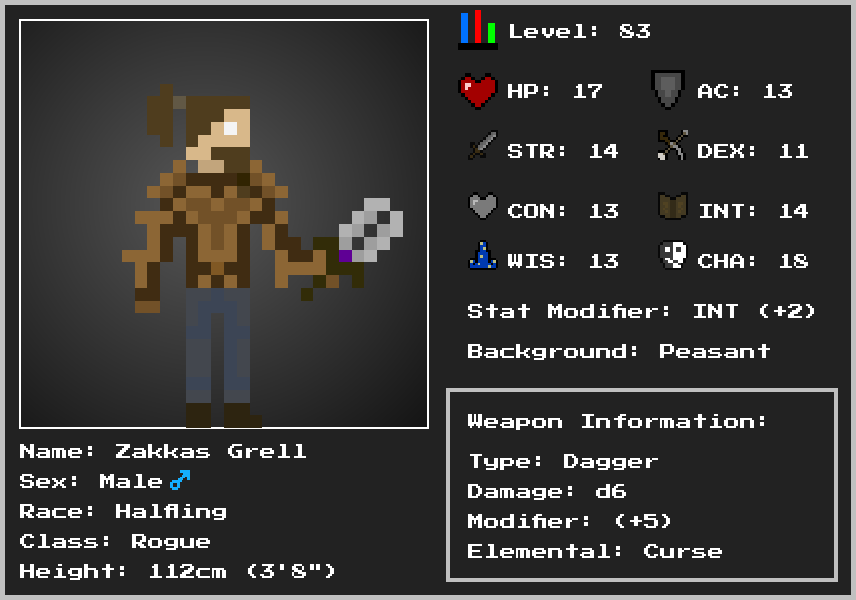 Level: 83
HP: 17
AC: 13
STR: 14
DEX: 11
CON: 13
INT: 14
WIS: 13
CHA: 18
Stat Modifier: INT (+2)
Background: Peasant
Name: Zakkas Grell
Sex: Male♂
Race: Halfling
Class: Rogue
Height: 112cm (3'8")
Weapon Information:
Type: Dagger
Damage: d6
Modifier: (+5)
Elemental: Curse